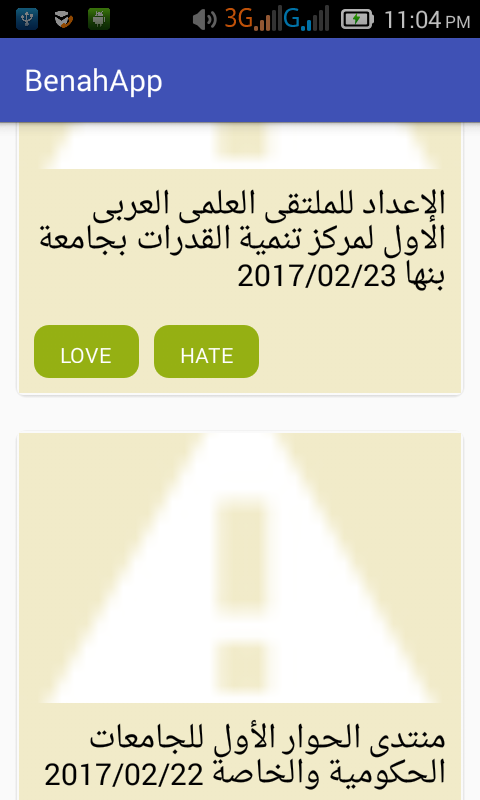 3G G 11:04 PM
BenahApp
الإعداد للملتقى العلمى العربى
الاول لمركز تنمية القدرات بجامعة
بنها 2017/02/23
LOVE HATE
منتدى الحوار الأول للجامعات
الحكومية والخاصة 2017/02/22